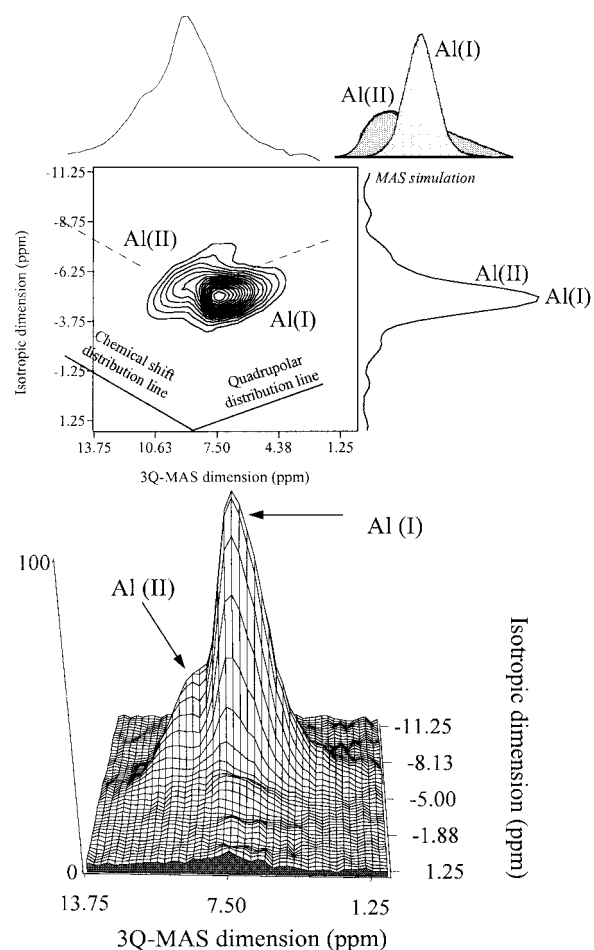 Al(I)
Al(II)
MAS simulation
-11.25
-8.75
-6.25
-3.75
-1.25
1.25
Isotropic dimension (ppm)
Al(II)
Al(I)
Chemical shift
distribution line
Quadrupolar
distribution line
Al(II)
Al(I)
13.75 10.63 7.50 4.38 1.25
3Q-MAS dimension (ppm)
Al (I)
100
Al (II)
Isotropic dimension (ppm)
-11.25
-8.13
-5.00
-1.88
1.25
0
13.75 7.50 1.25
3Q-MAS dimension (ppm)